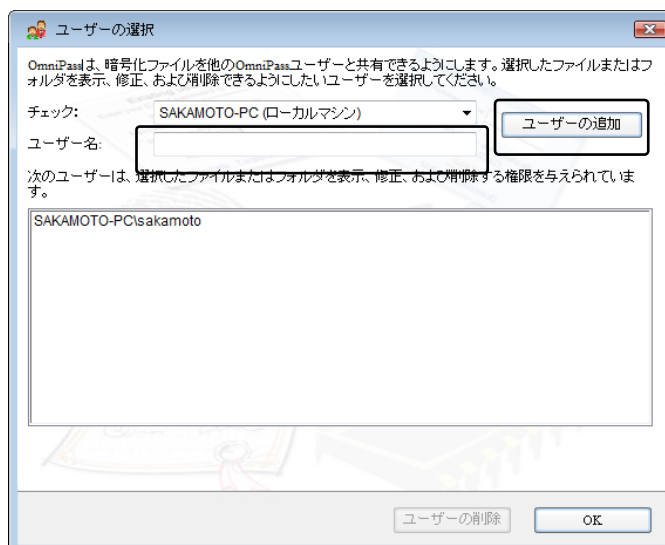 ユーザーの選択
OmniPassは、暗号化ファイルを他のOmniPassユーザーと共有できるようにします。選択したファイルまたはフ
ォルダを表示、修正、および削除できるようにしたいユーザーを選択してください。
チェック:
SAKAMOTO-PC (ローカルマシン)
ユーザーの追加
ユーザー名:
次のユーザーは、選択したファイルまたはフォルダを表示、修正、および削除する権限を与えられていま
す。
SAKAMOTO-PC\sakamoto
ユーザーの削除
OK